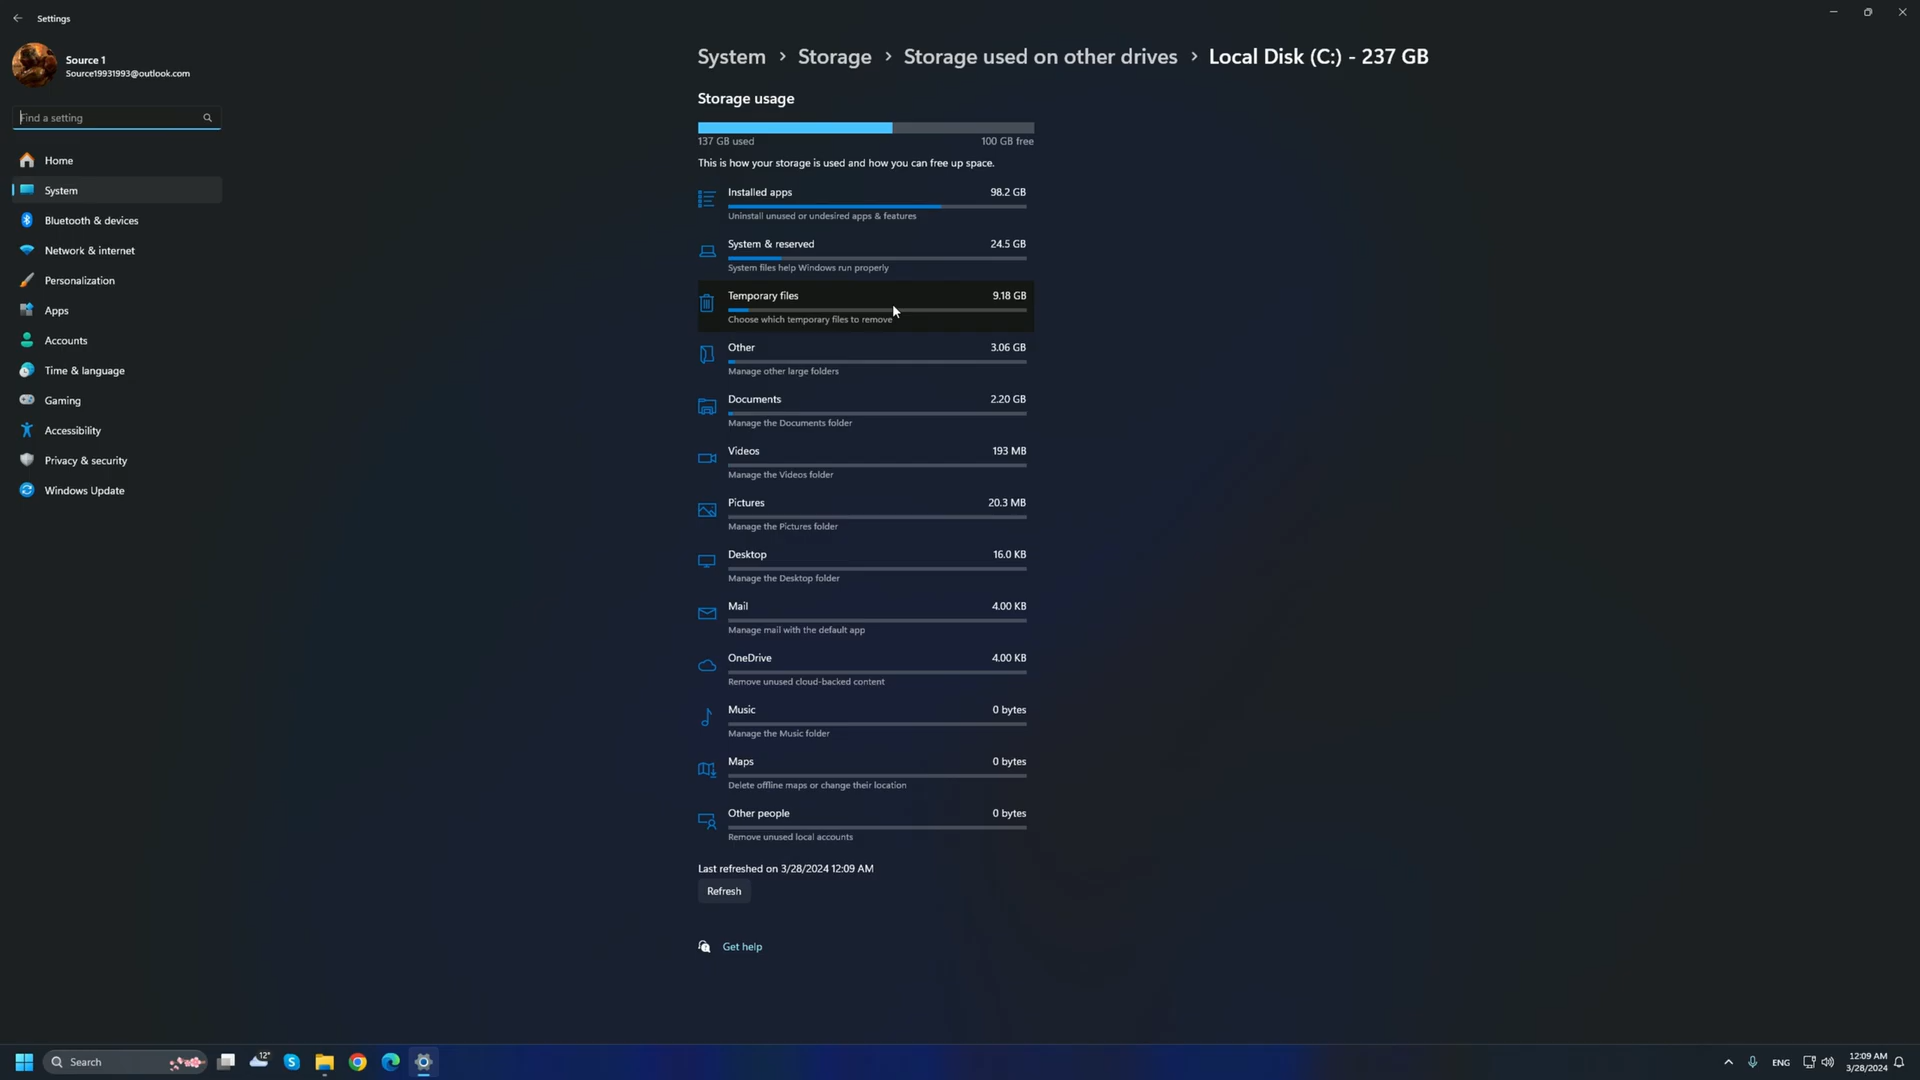 Settings
Source 1
Source19931993@outlook.com
Find a setting
Home
System
Bluetooth & devices
Network & internet
Personalization
Apps
Accounts
Time & language
Gaming
Accessibility
Privacy & security
Windows Update
System > Storage > Storage used on other drives > Local Disk (C:) - 237 GB
Storage usage
137 GB used 100 GB free
This is how your storage is used and how you can free up space.
Installed apps 98.2 GB
Uninstall unused or undesired apps & features
System & reserved 24.5 GB
System files help Windows run properly
Temporary files 9.18 GB
Choose which temporary files to remove
Other 3.06 GB
Manage other large folders
Documents 2.20 GB
Manage the Documents folder
Videos 193 MB
Manage the Videos folder
Pictures 20.3 MB
Manage the Pictures folder
Desktop 16.0 KB
Manage the Desktop folder
Mail 4.00 KB
Manage mail with the default app
OneDrive 4.00 KB
Remove unused cloud-backed content
Music 0 bytes
Manage the Music folder
Maps 0 bytes
Delete offline maps or change their location
Other people 0 bytes
Remove unused local accounts
Last refreshed on 3/28/2024 12:09 AM
Refresh
Get help
Search
12°
S
ENG
12:09 AM
3/28/2024